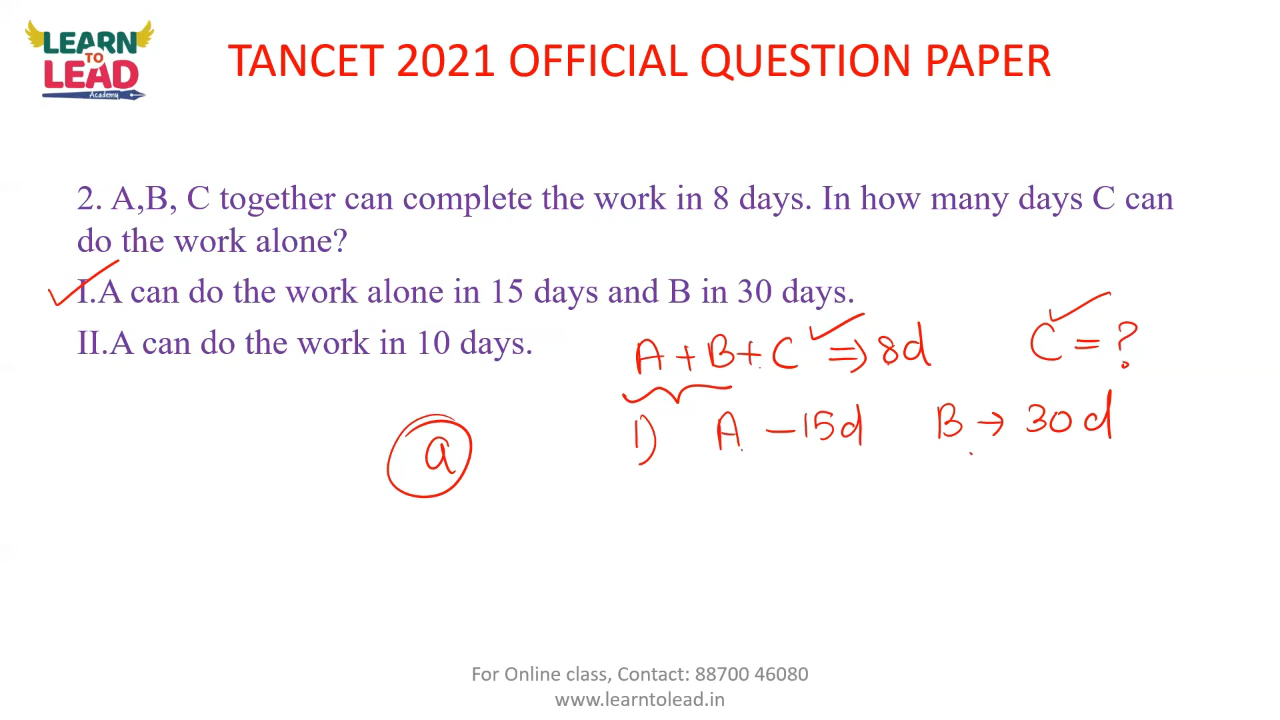 LEARN
TO
LEAD
Academy
TANCET 2021 OFFICIAL QUESTION PAPER
2. A,B, C together can complete the work in 8 days. In how many days C can
do the work alone?
I.A can do the work alone in 15 days and B in 30 days.
II.A can do the work in 10 days.
A + B + C ⇒ 8d
C = ?
1) A - 15d B → 30 d
a
For Online class, Contact: 88700 46080
www.learntolead.in